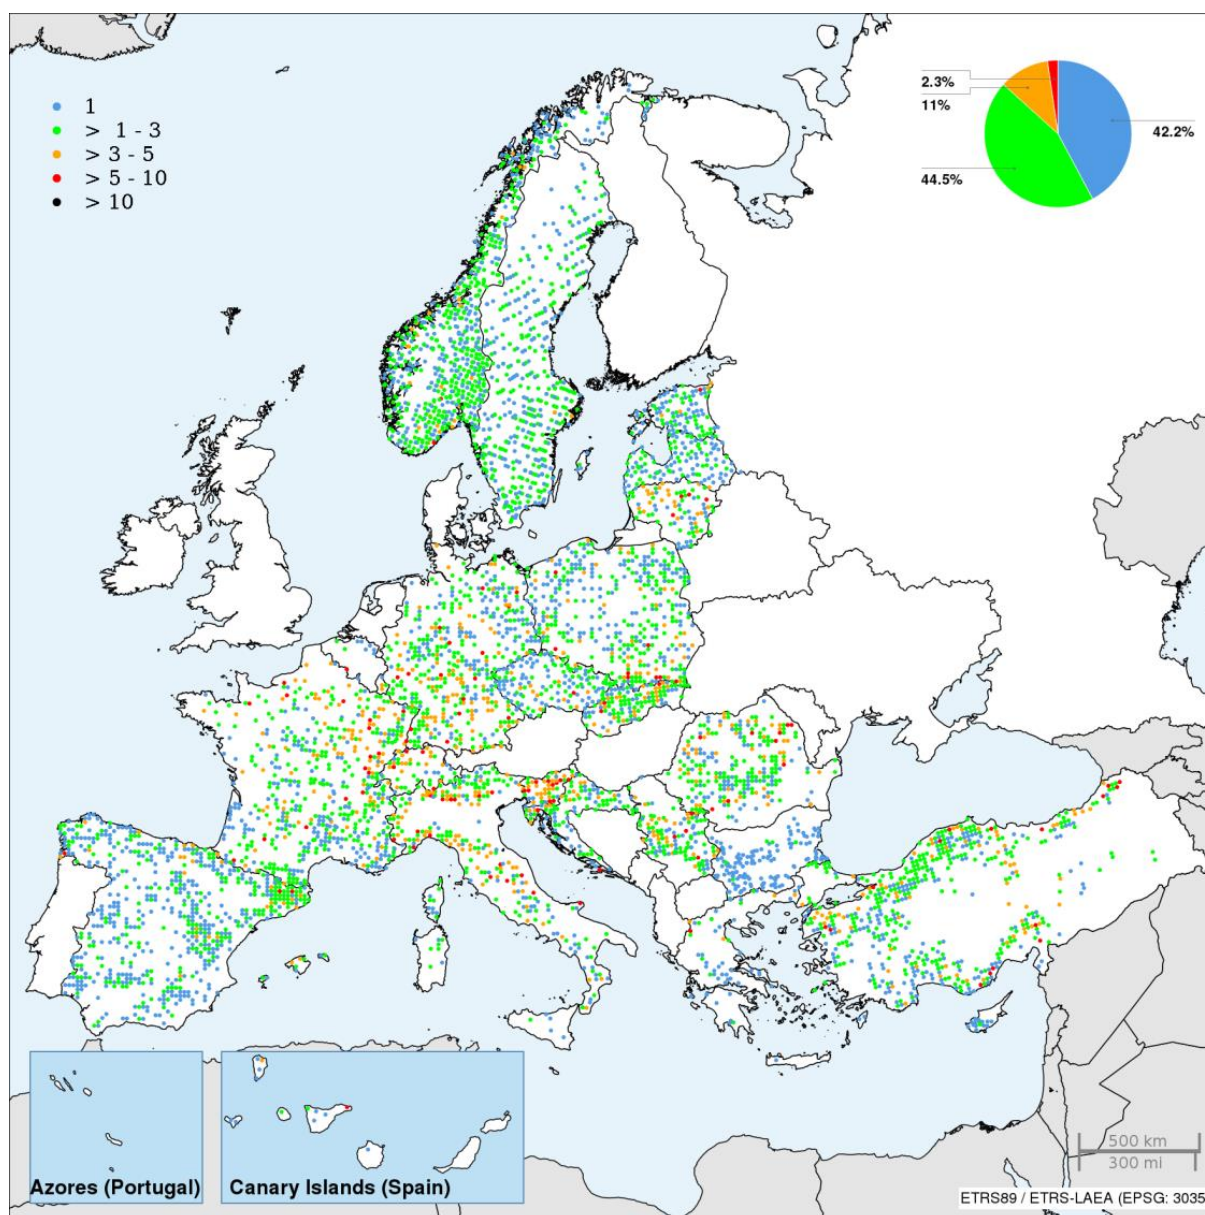 1
> 1 - 3
> 3 - 5
> 5 - 10
> 10
2.3%
11%
42.2%
44.5%
500 km
300 mi
Azores (Portugal)
Canary Islands (Spain)
ETRS89 / ETRS-LAEA (EPSG: 3035